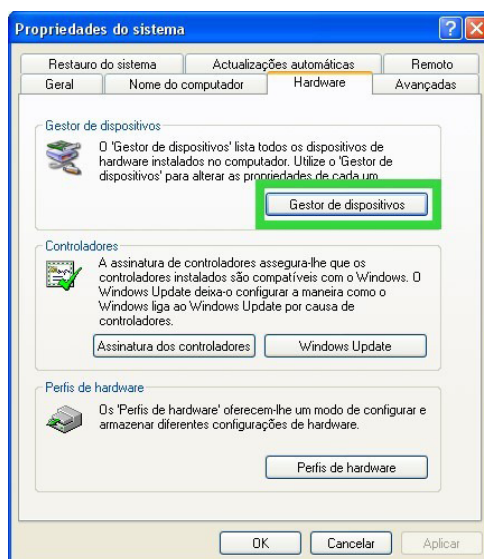 Propriedades do sistema
Restauro do sistema Actualizações automáticas Remoto
Geral Nome do computador Hardware Avançadas
Gestor de dispositivos
O 'Gestor de dispositivos' lista todos os dispositivos de
hardware instalados no computador. Utilize o 'Gestor de
dispositivos' para alterar as propriedades de cada um.
Gestor de dispositivos
Controladores
A assinatura de controladores assegura-lhe que os
controladores instalados são compatíveis com o Windows. O
Windows Update deixa-o configurar a maneira como o
Windows liga ao Windows Update por causa de
controladores.
Assinatura dos controladores Windows Update
Perfis de hardware
Os 'Perfis de hardware' oferecem-lhe um modo de configurar e
armazenar diferentes configurações de hardware.
Perfis de hardware
OK Cancelar Aplicar